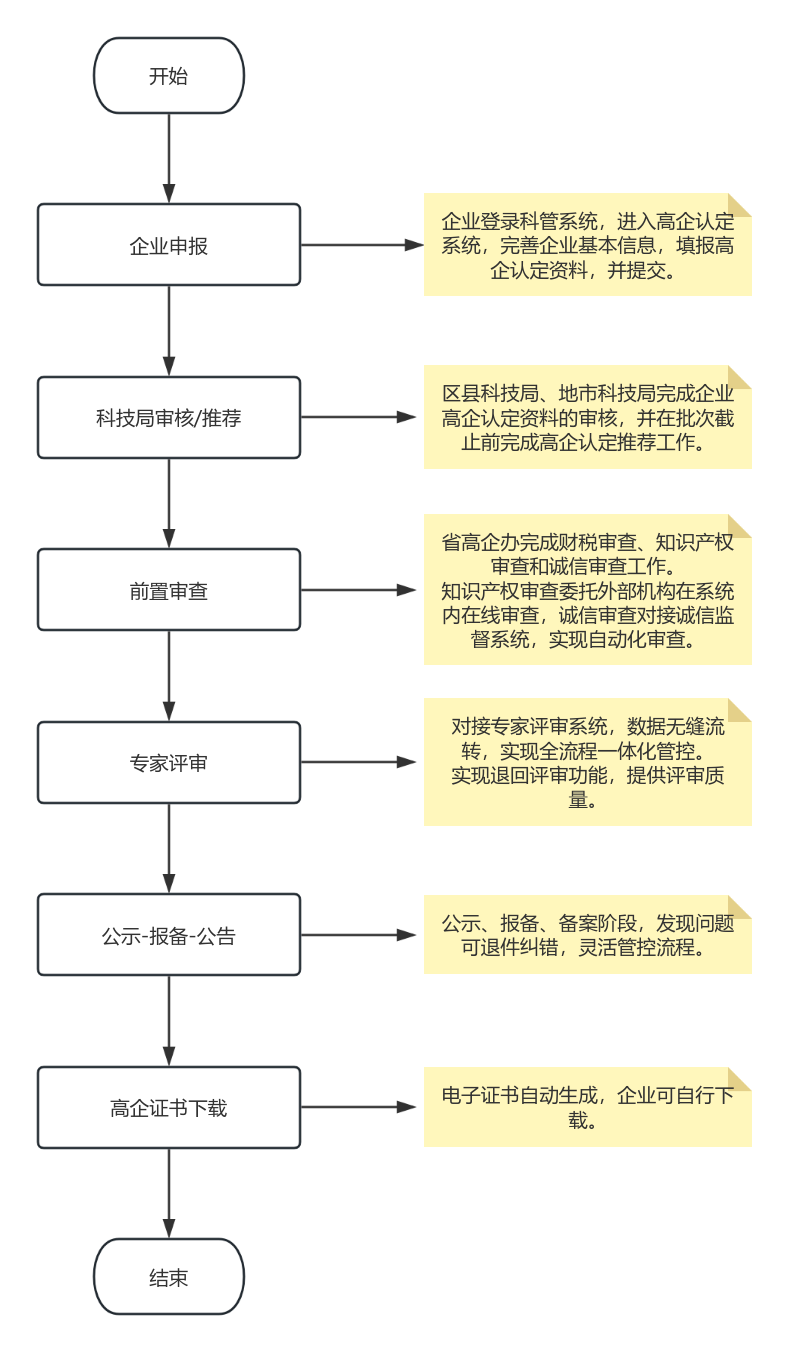 开始
企业申报
企业登录科管系统，进入高企认定
系统，完善企业基本信息，填报高
企认定资料，并提交。
科技局审核/推荐
区县科技局、地市科技局完成企业
高企认定资料的审核，并在批次截
止前完成高企认定推荐工作。
前置审查
省高企办完成财税审查、知识产权
审查和诚信审查工作。
知识产权审查委托外部机构在系统
内在线审查，诚信审查对接诚信监
督系统，实现自动化审查。
专家评审
对接专家评审系统，数据无缝流
转，实现全流程一体化管控。
实现退回评审功能，提供评审质
量。
公示-报备-公告
公示、报备、备案阶段，发现问题
可退件纠错，灵活管控流程。
高企证书下载
电子证书自动生成，企业可自行下
载。
结束